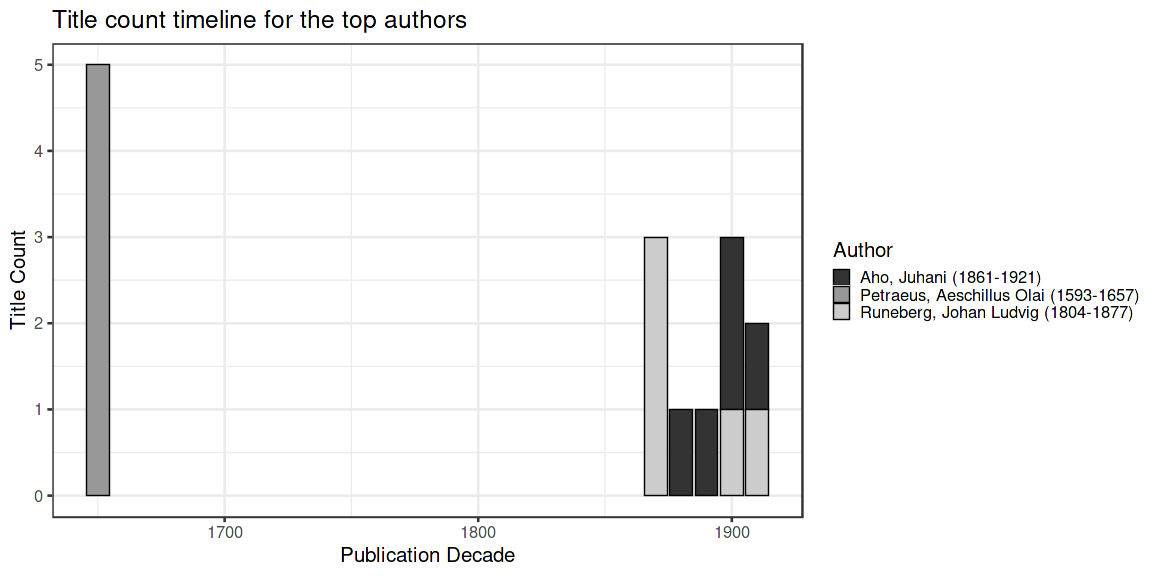 Title count timeline for the top authors
Title Count
5
4
3
2
1
0
1700 1800 1900
Publication Decade
Author
Aho, Juhani (1861-1921)
Petraeus, Aeschillus Olai (1593-1657)
Runeberg, Johan Ludvig (1804-1877)